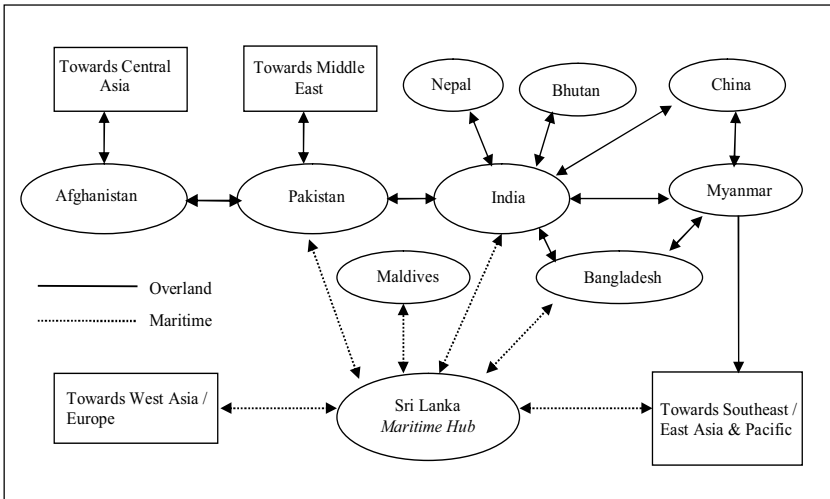 Towards Central
Asia
Towards Middle
East
Nepal
Bhutan
China
Afghanistan
Pakistan
India
Myanmar
Maldives
Bangladesh
Overland
Maritime
Towards West Asia /
Europe
Sri Lanka
Maritime Hub
Towards Southeast /
East Asia & Pacific